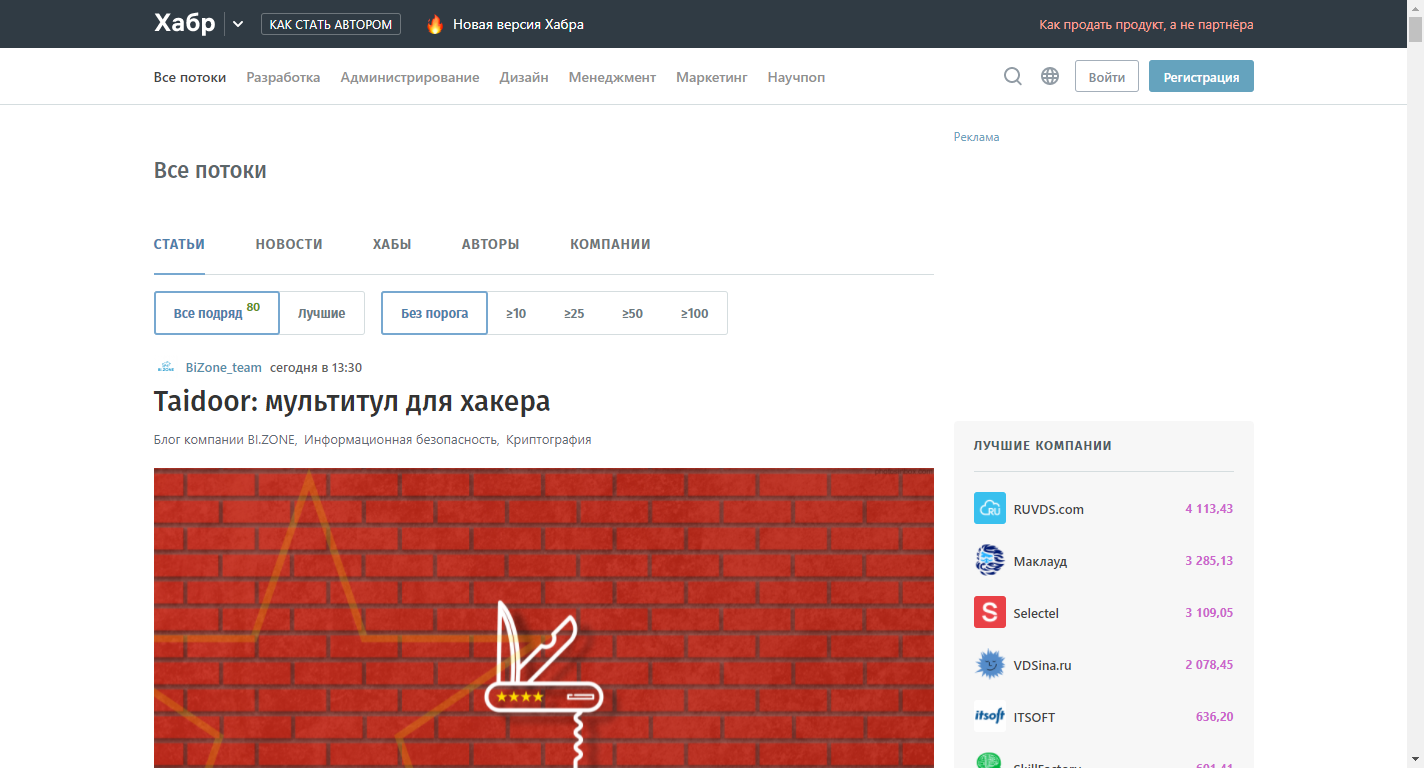 Хабр
КАК СТАТЬ АВТОРОМ
Новая версия Хабра
Как продать продукт, а не партнёра
Все потоки Разработка Администрирование Дизайн Менеджмент Маркетинг Научпоп
Войти
Регистрация
Реклама
Все потоки
СТАТЬИ НОВОСТИ ХАБЫ АВТОРЫ КОМПАНИИ
Все подряд 80 Лучшие
Без порога ≥10 ≥25 ≥50 ≥100
BiZone_team сегодня в 13:30
Taidoor: мультитул для хакера
Блог компании BI.ZONE, Информационная безопасность, Криптография
ЛУЧШИЕ КОМПАНИИ
RUVDS.com 4 113,43
Маклауд 3 285,13
Selectel 3 109,05
VDSina.ru 2 078,45
itsoft ITSOFT 636,20
SkillFactory 601,41